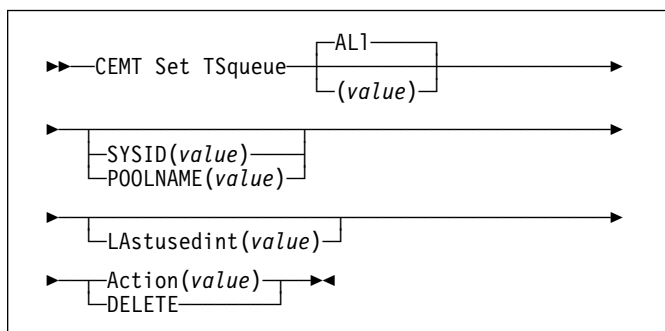 ALl
CEMT Set TSqueue
(value)
SYSID(value)
POOLNAME(value)
LAstusedint(value)
Action(value)
DELETE